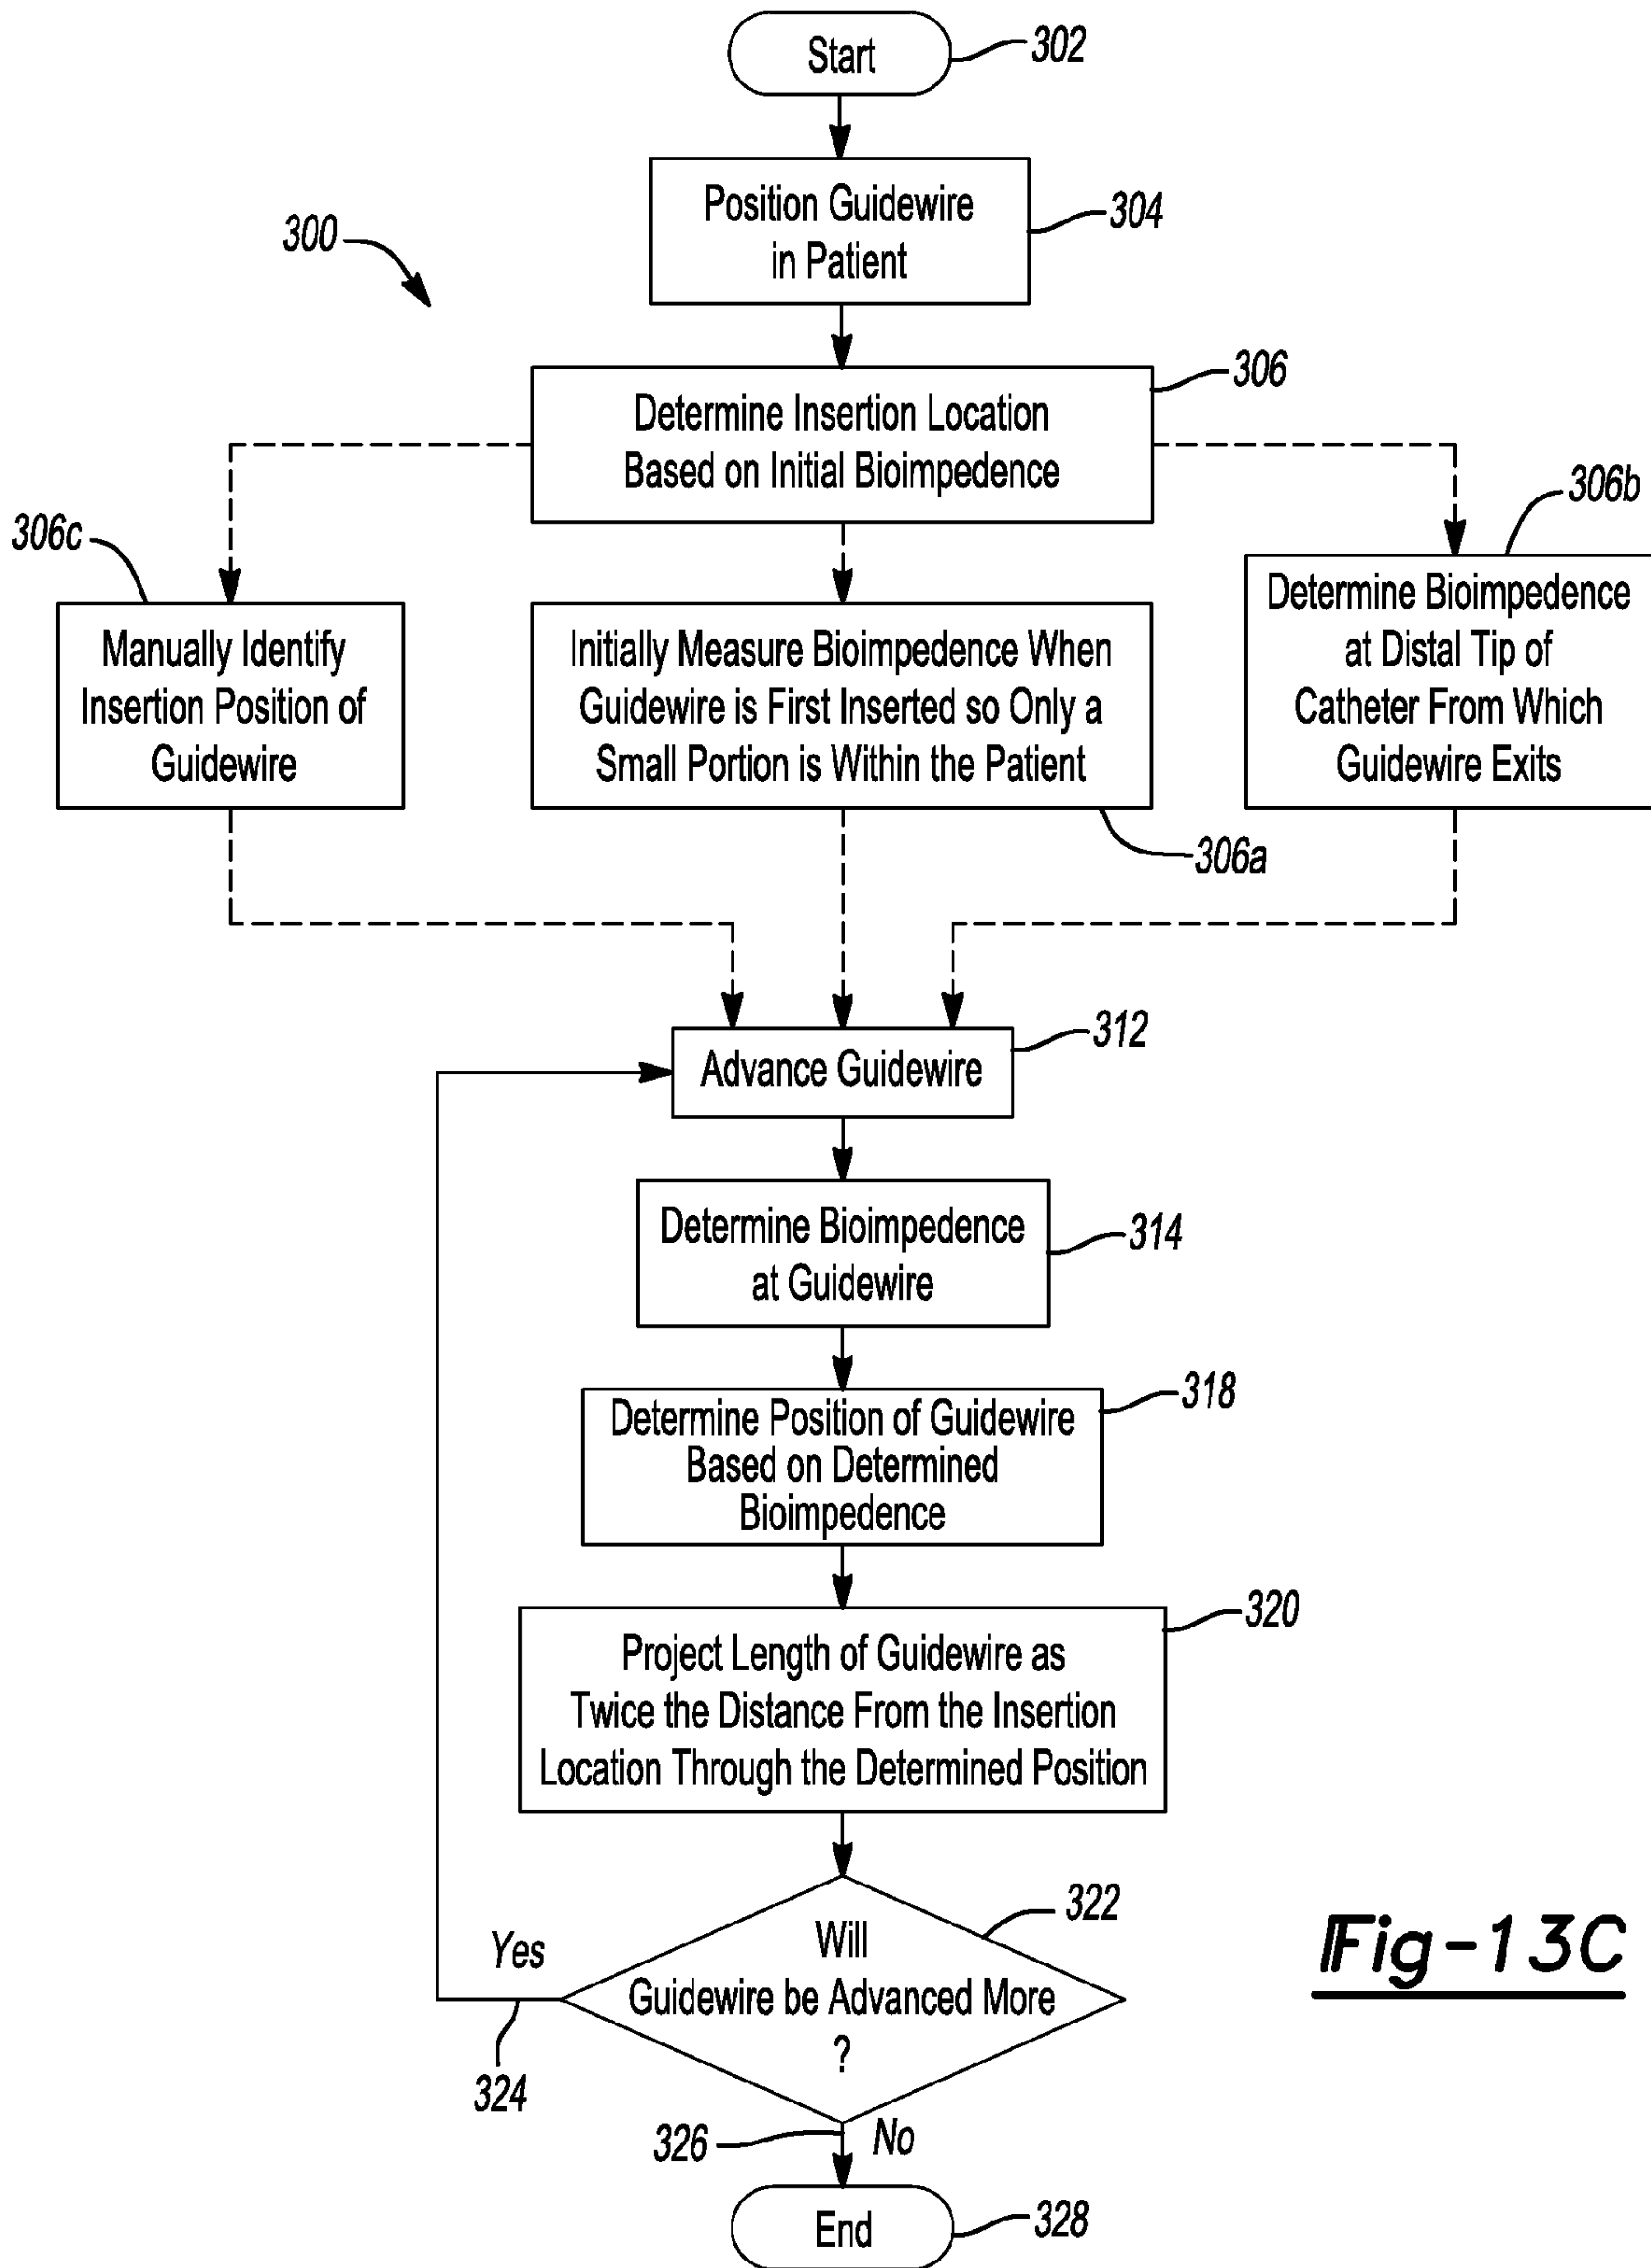 Start
302
Position Guidewire
in Patient
304
300
306
Determine Insertion Location
Based on Initial Bioimpedence
306c
306b
Manually Identify
Insertion Position of
Guidewire
Initially Measure Bioimpedence When
Guidewire is First Inserted so Only a
Small Portion is Within the Patient
306a
Determine Bioimpedence
at Distal Tip of
Catheter From Which
Guidewire Exits
312
Advance Guidewire
Determine Bioimpedence
at Guidewire
314
318
Determine Position of Guidewire
Based on Determined
Bioimpedence
320
Project Length of Guidewire as
Twice the Distance From the Insertion
Location Through the Determined Position
322
Will
Guidewire be Advanced More
?
Yes
324
326
No
End
328
Fig-13C